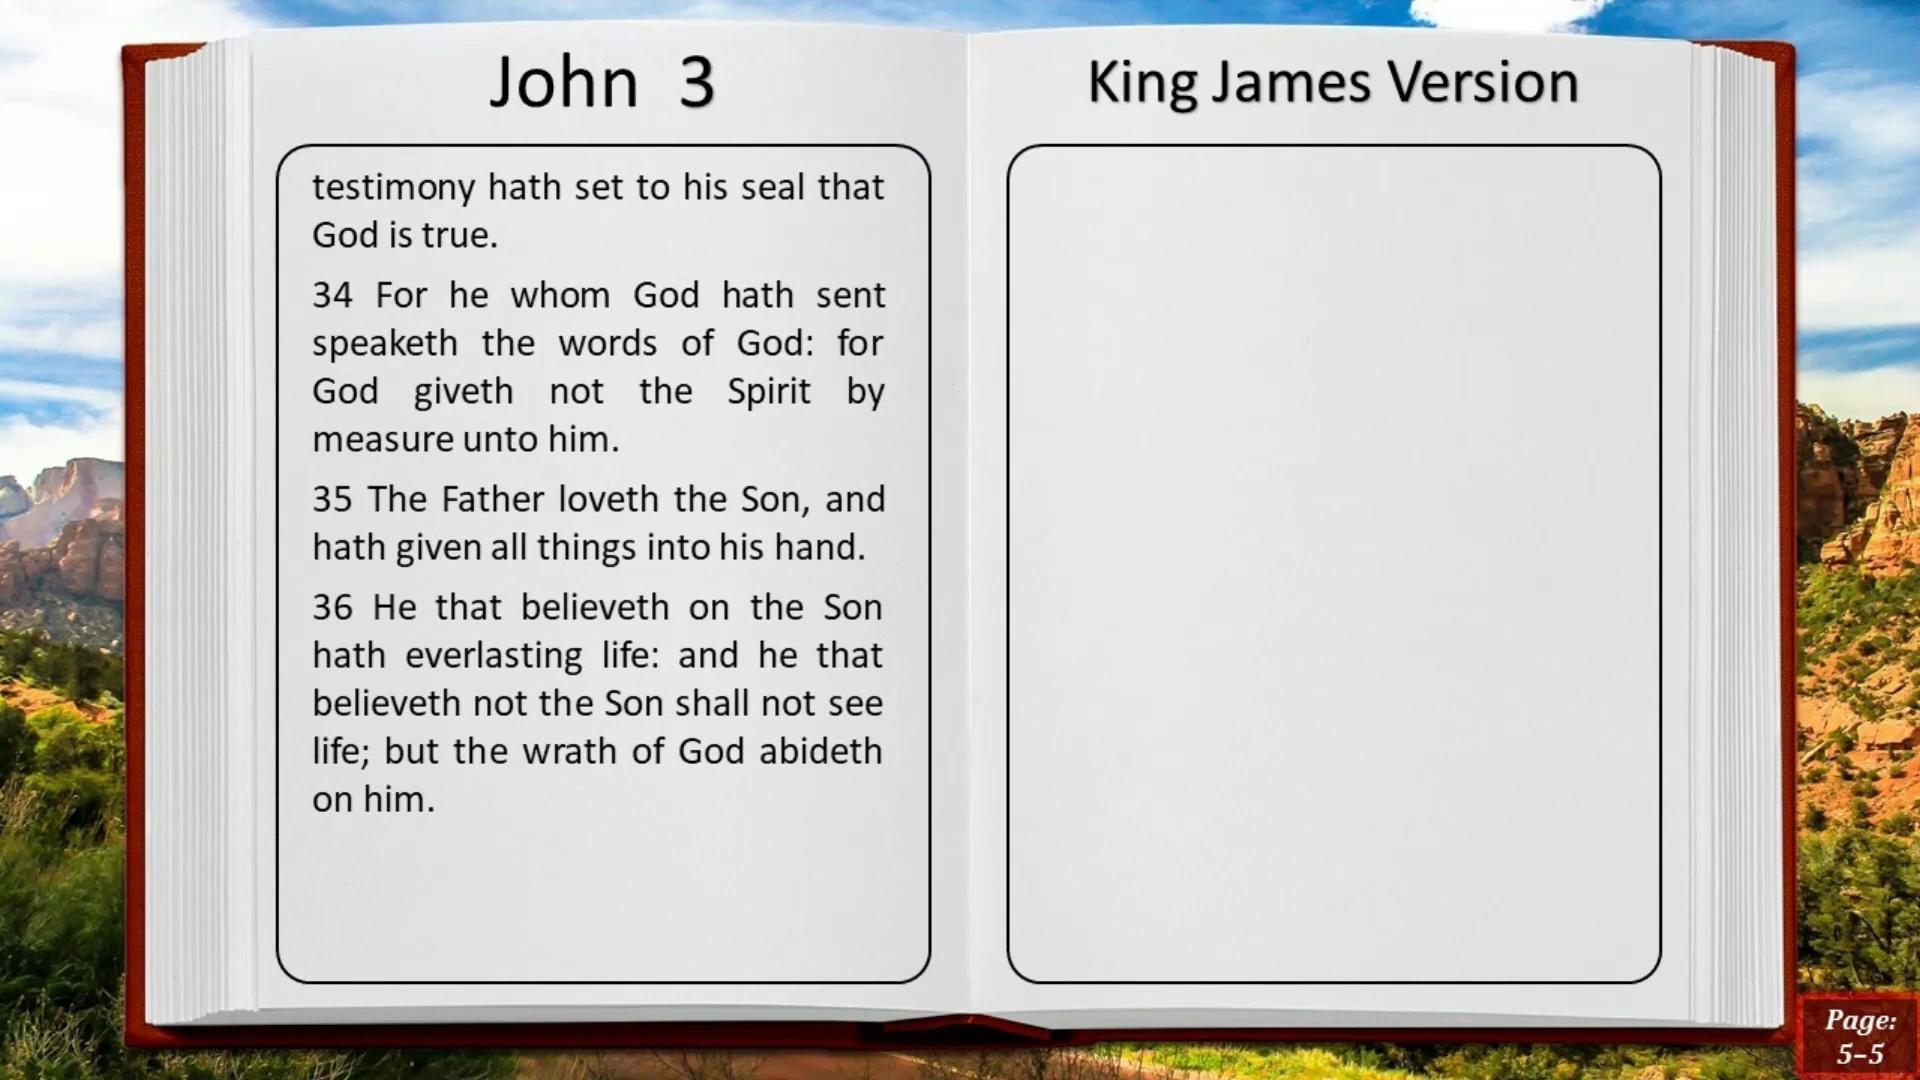 John 3
King James Version
testimony hath set to his seal that
God is true.
34 For he whom God hath sent
speaketh the words of God: for
God giveth not the Spirit by
measure unto him.
35 The Father loveth the Son, and
hath given all things into his hand.
36 He that believeth on the Son
hath everlasting life: and he that
believeth not the Son shall not see
life; but the wrath of God abideth
on him.
Page:
5-5